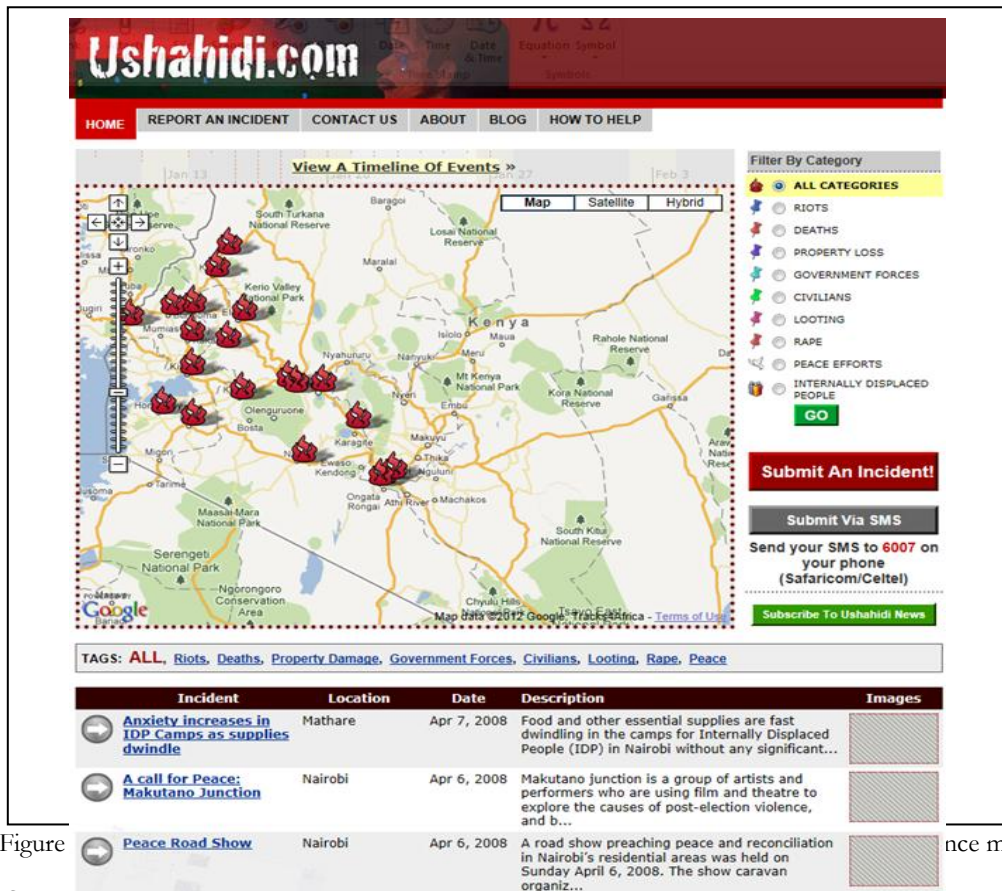 Ushahidi.com
HOME REPORT AN INCIDENT CONTACT US ABOUT BLOG HOW TO HELP
View A Timeline Of Events »
Jan 13 Jan 27 Feb 3
Map Satellite Hybrid
South Turkana
National Reserve
Baragoi
Losai National
Reserve
Maralal
Kerio Valley
National Park
Kenya
Isiolo
Maua
Rahole National
Reserve
Mumias
Nyahururu
Nanyuki
Meru
Mt Kenya
National Park
Kora National
Reserve
Garissa
Nyeri
Embu
Olenguruone
Bosta
Karagite
Makuyu
Thika
Ewaso
Kendong
Nguluni
Migori
Tarime
Ongata
Rongai
Athi River
Machakos
Maasai Mara
National Park
South Kitui
National Reserve
Serengeti
National Park
Ngorongoro
Conservation
Area
Chyulu Hills
Tsavo East
Google
Map data ©2012 Google, Tracks4Africa - Terms of Use
Filter By Category
ALL CATEGORIES
RIOTS
DEATHS
PROPERTY LOSS
GOVERNMENT FORCES
CIVILIANS
LOOTING
RAPE
PEACE EFFORTS
INTERNALLY DISPLACED
PEOPLE
GO
Submit An Incident!
Submit Via SMS
Send your SMS to 6007 on
your phone
(Safaricom/Celtel)
Subscribe To Ushahidi News
TAGS: ALL, Riots, Deaths, Property Damage, Government Forces, Civilians, Looting, Rape, Peace
Incident Location Date Description Images
Anxiety increases in
IDP Camps as supplies
dwindle
Mathare
Apr 7, 2008
Food and other essential supplies are fast
dwindling in the camps for Internally Displaced
People (IDP) in Nairobi without any significant...
A call for Peace:
Makutano Junction
Nairobi
Apr 6, 2008
Makutano junction is a group of artists and
performers who are using film and theatre to
explore the causes of post-election violence,
and b...
Peace Road Show
Nairobi
Apr 6, 2008
A road show preaching peace and reconciliation
in Nairobi's residential areas was held on
Sunday April 6, 2008. The show caravan
organiz...
Figure